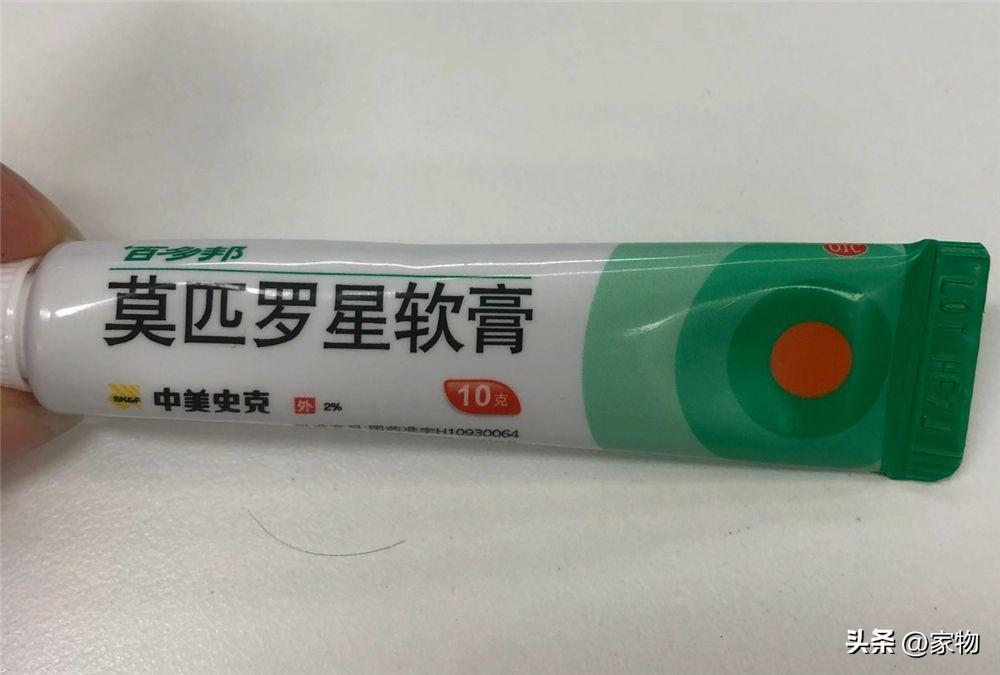 百多邦
OTC
莫匹罗星软膏
SK&F 中美史克 外 2% 10克
国药准字H10930064
头条 @家物